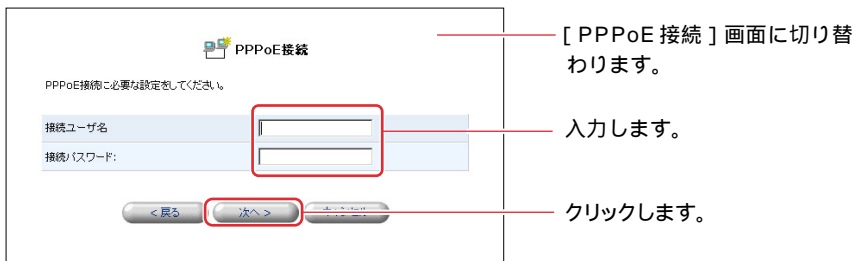 PPPoE接続
[ PPPoE 接続 ] 画面に切り替
わります。
PPPoE接続に必要な設定をしてください。
接続ユーザ名
入力します。
接続パスワード:
<戻る
次へ>
クリックします。